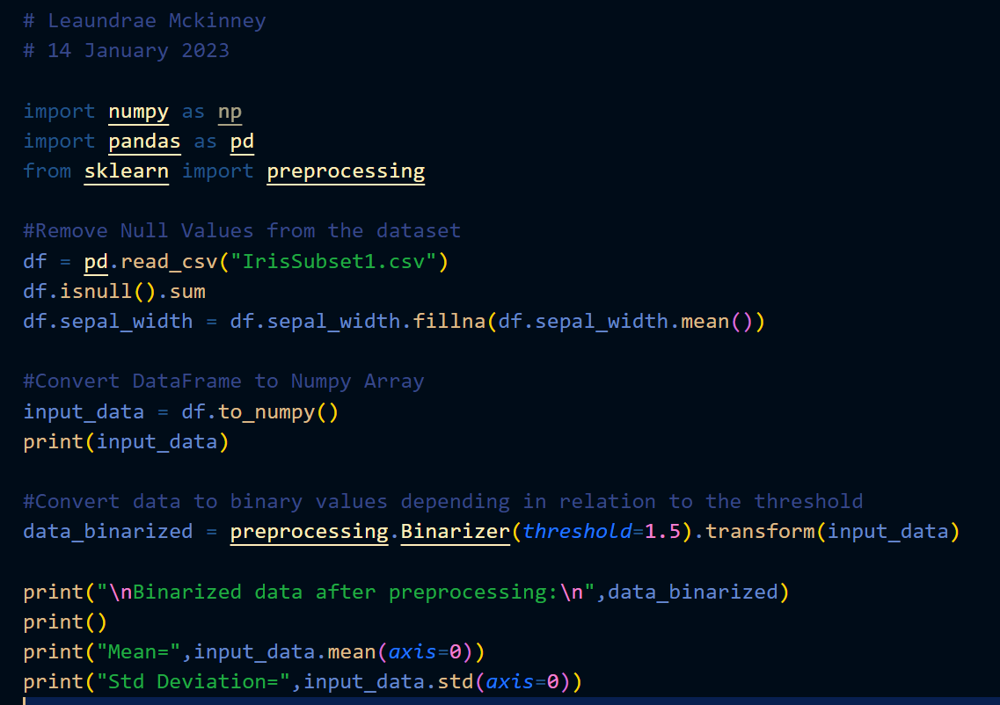 # Leaundrae Mckinney
# 14 January 2023
import numpy as np
import pandas as pd
from sklearn import preprocessing
#Remove Null Values from the dataset
df = pd.read_csv("IrisSubset1.csv")
df.isnull().sum
df.sepal_width = df.sepal_width.fillna(df.sepal_width.mean())
#Convert DataFrame to Numpy Array
input_data = df.to_numpy()
print(input_data)
#Convert data to binary values depending in relation to the threshold
data_binarized = preprocessing.Binarizer(threshold=1.5).transform(input_data)
print("\nBinarized data after preprocessing:\n",data_binarized)
print()
print("Mean=",input_data.mean(axis=0))
print("Std Deviation=",input_data.std(axis=0))